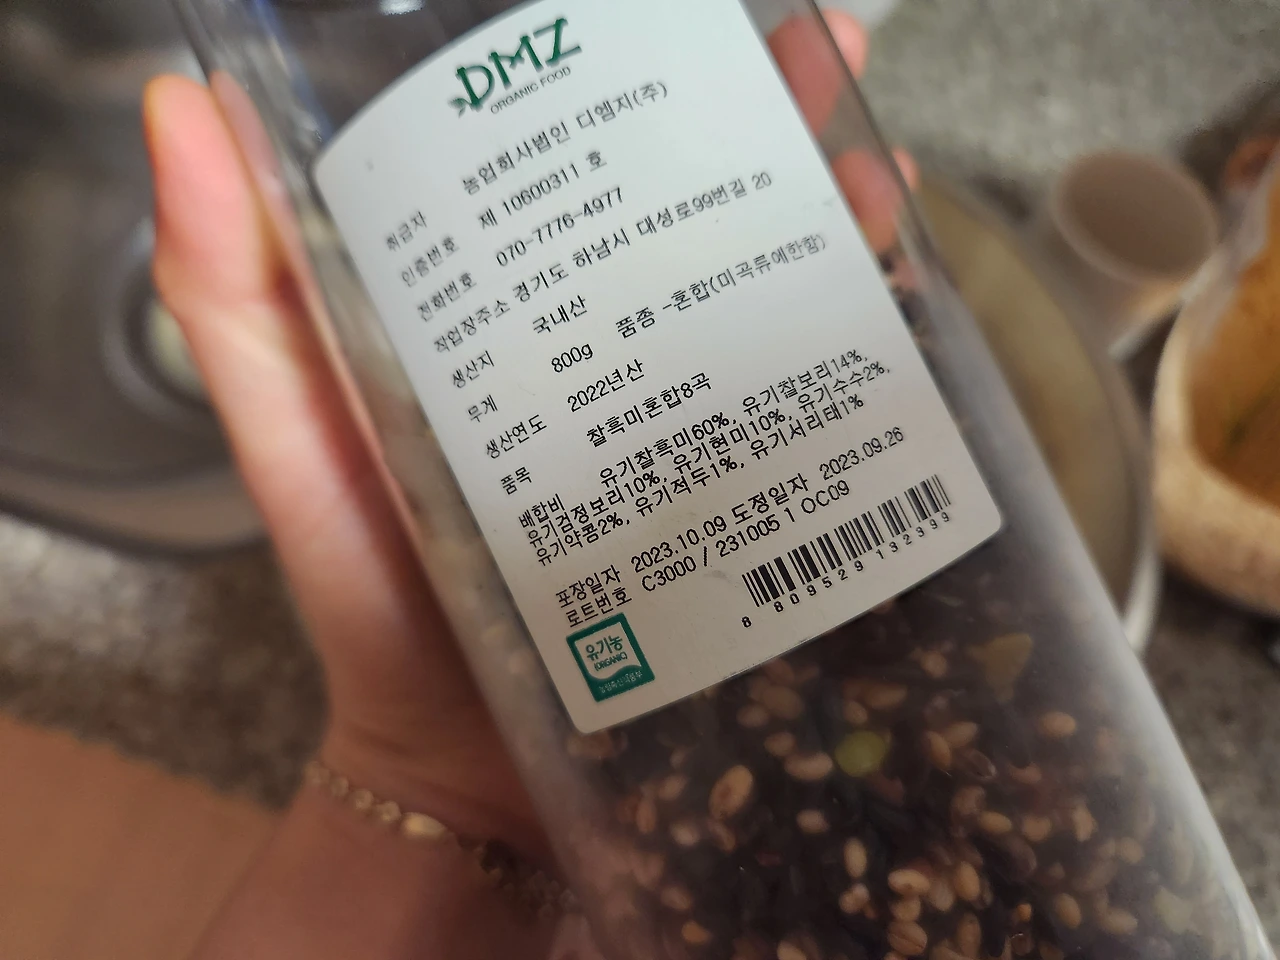 DMZ
ORGANIC FOOD
취급자 농업회사법인 디엠지(주)
인증번호 제 10600311 호
전화번호 070-7776-4977
작업장주소 경기도 하남시 대성로99번길 20
생산지 국내산
무게 800g 품종 -혼합(미곡류에한함)
생산연도 2022년산
품목 찰흑미혼합8곡
배합비 유기찰흑미60%, 유기찰보리14%,
유기검정보리10%, 유기현미10%, 유기수수2%,
유기약콩2%, 유기적두1%, 유기서리태1%
포장일자 2023.10.09 도정일자 2023.09.26
로트번호 C3000 / 231005 1 OC09
8 809529 132399
유기농
(ORGANIC)
농림축산식품부